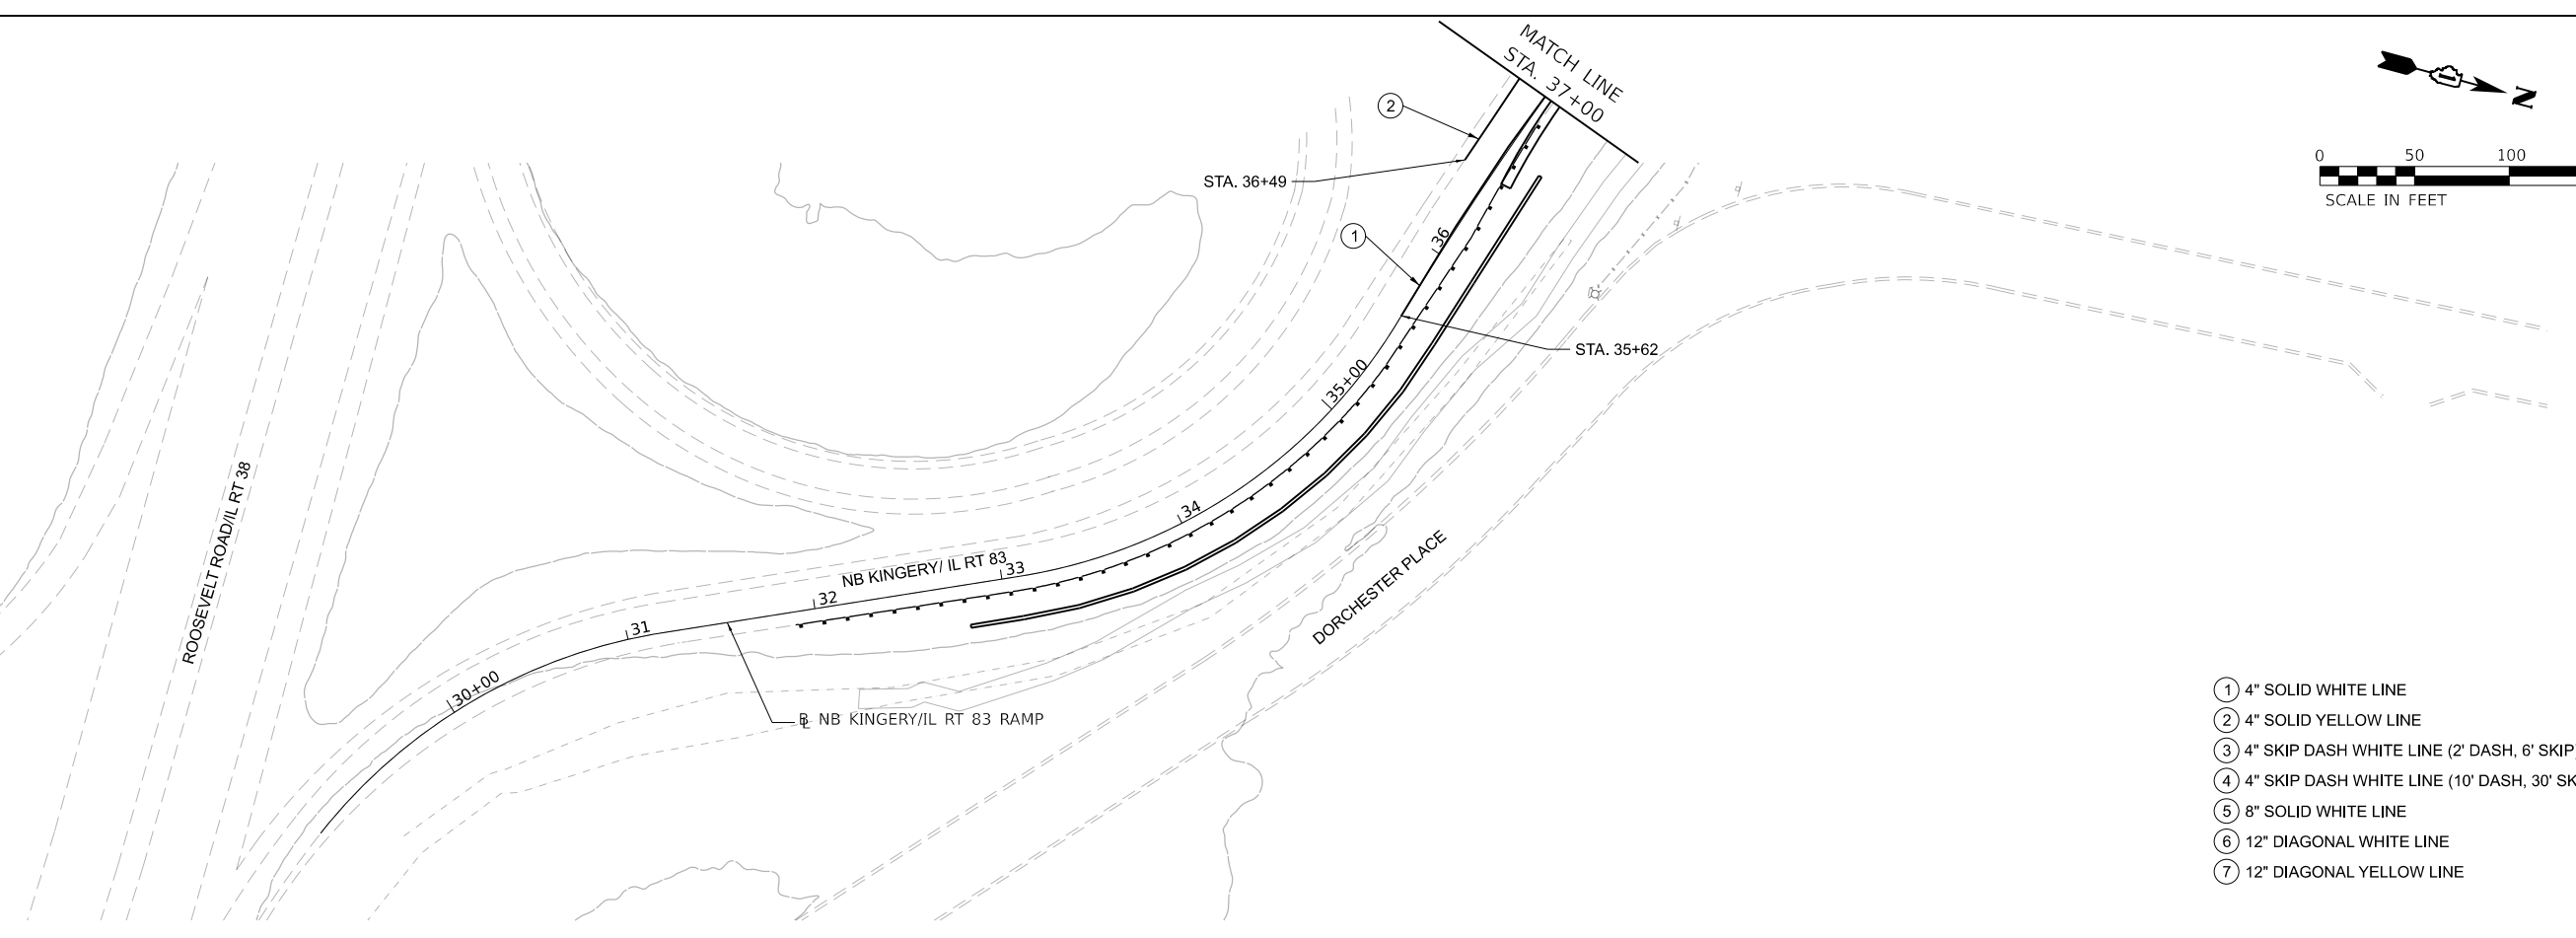 MATCH LINE
STA. 37+00
N
0 50 100
SCALE IN FEET
2
STA. 36+49
1
36
STA. 35+62
35+00
34
33
NB KINGERY/ IL RT 83
32
31
30+00
ROOSEVELT ROAD/IL RT 38
DORCHESTER PLACE
BL NB KINGERY/IL RT 83 RAMP
1 4" SOLID WHITE LINE
2 4" SOLID YELLOW LINE
3 4" SKIP DASH WHITE LINE (2' DASH, 6' SKIP
4 4" SKIP DASH WHITE LINE (10' DASH, 30' SK
5 8" SOLID WHITE LINE
6 12" DIAGONAL WHITE LINE
7 12" DIAGONAL YELLOW LINE